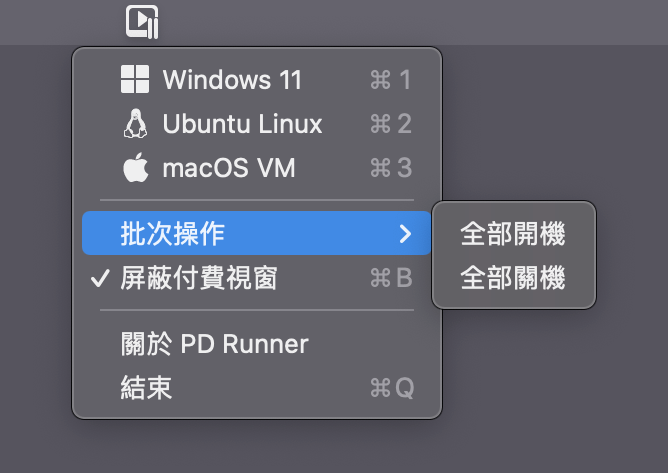 Windows 11 ⌘ 1
Ubuntu Linux ⌘ 2
macOS VM ⌘ 3
批次操作
全部開機
✓ 屏蔽付費視窗 ⌘ B
全部關機
關於 PD Runner
結束 ⌘ Q